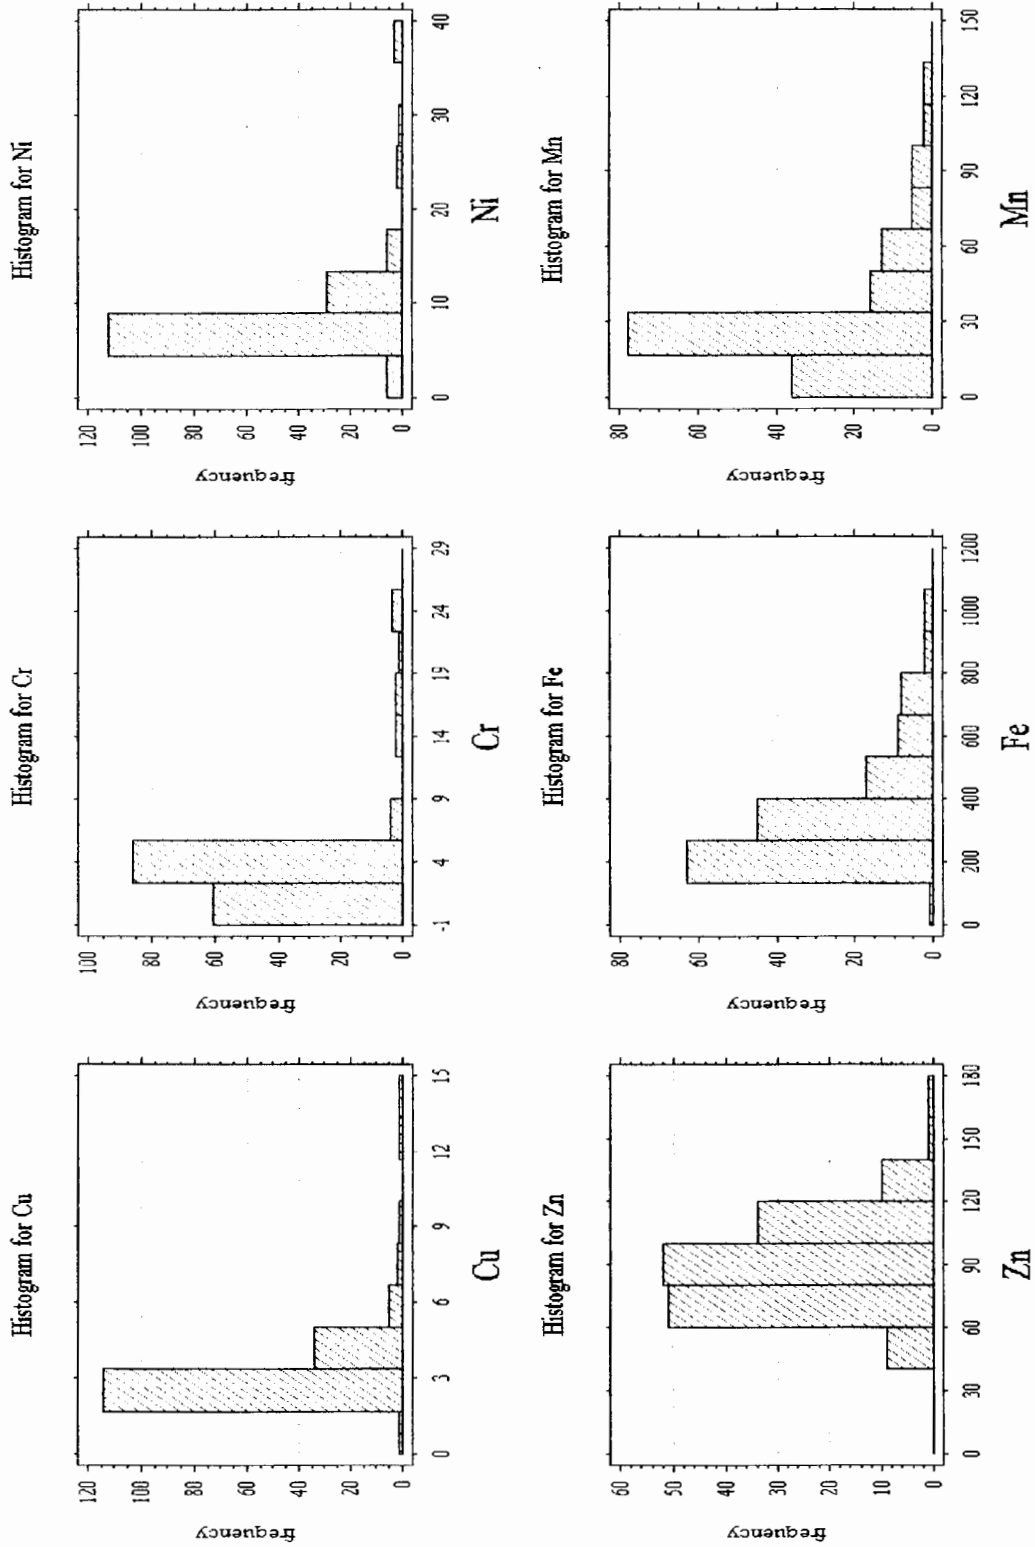 Histogram for Cu
120
100
80
60
40
20
0
frequency
0 3 6 9 12 15
Cu
Histogram for Cr
100
80
60
40
20
0
frequency
-1 4 9 14 19 24 29
Cr
Histogram for Ni
120
100
80
60
40
20
0
frequency
0 10 20 30 40
Ni
Histogram for Zn
60
50
40
30
20
10
0
frequency
0 30 60 90 120 150 180
Zn
Histogram for Fe
80
60
40
20
0
frequency
0 200 400 600 800 1000 1200
Fe
Histogram for Mn
80
60
40
20
0
frequency
0 30 60 90 120 150
Mn